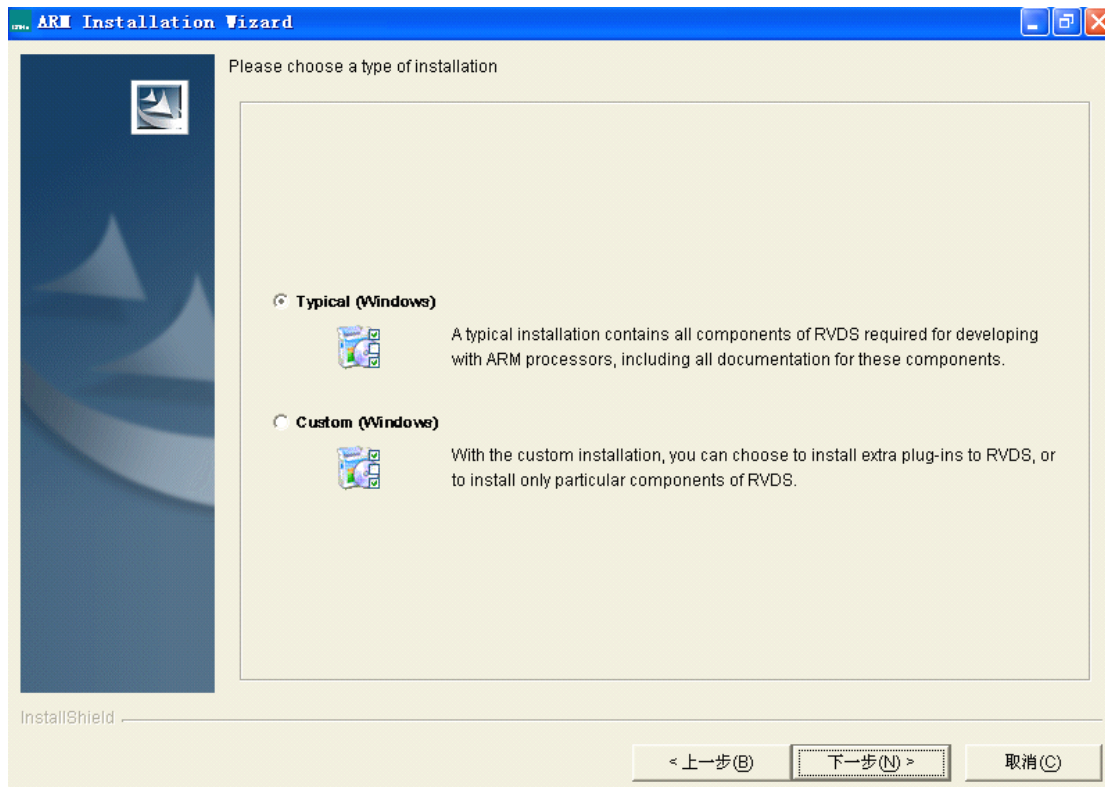 ARM Installation Wizard
Please choose a type of installation
Typical (Windows)
A typical installation contains all components of RVDS required for developing
with ARM processors, including all documentation for these components.
Custom (Windows)
With the custom installation, you can choose to install extra plug-ins to RVDS, or
to install only particular components of RVDS.
InstallShield
< 上一步(B)
下一步(N) >
取消(C)